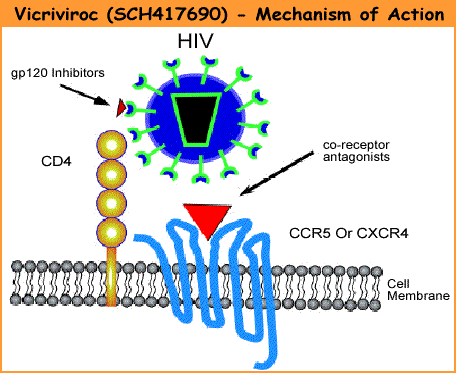 Vicriviroc (SCH417690) - Mechanism of Action
HIV
gp120 Inhibitors
CD4
co-receptor
antagonists
CCR5 Or CXCR4
Cell
Membrane